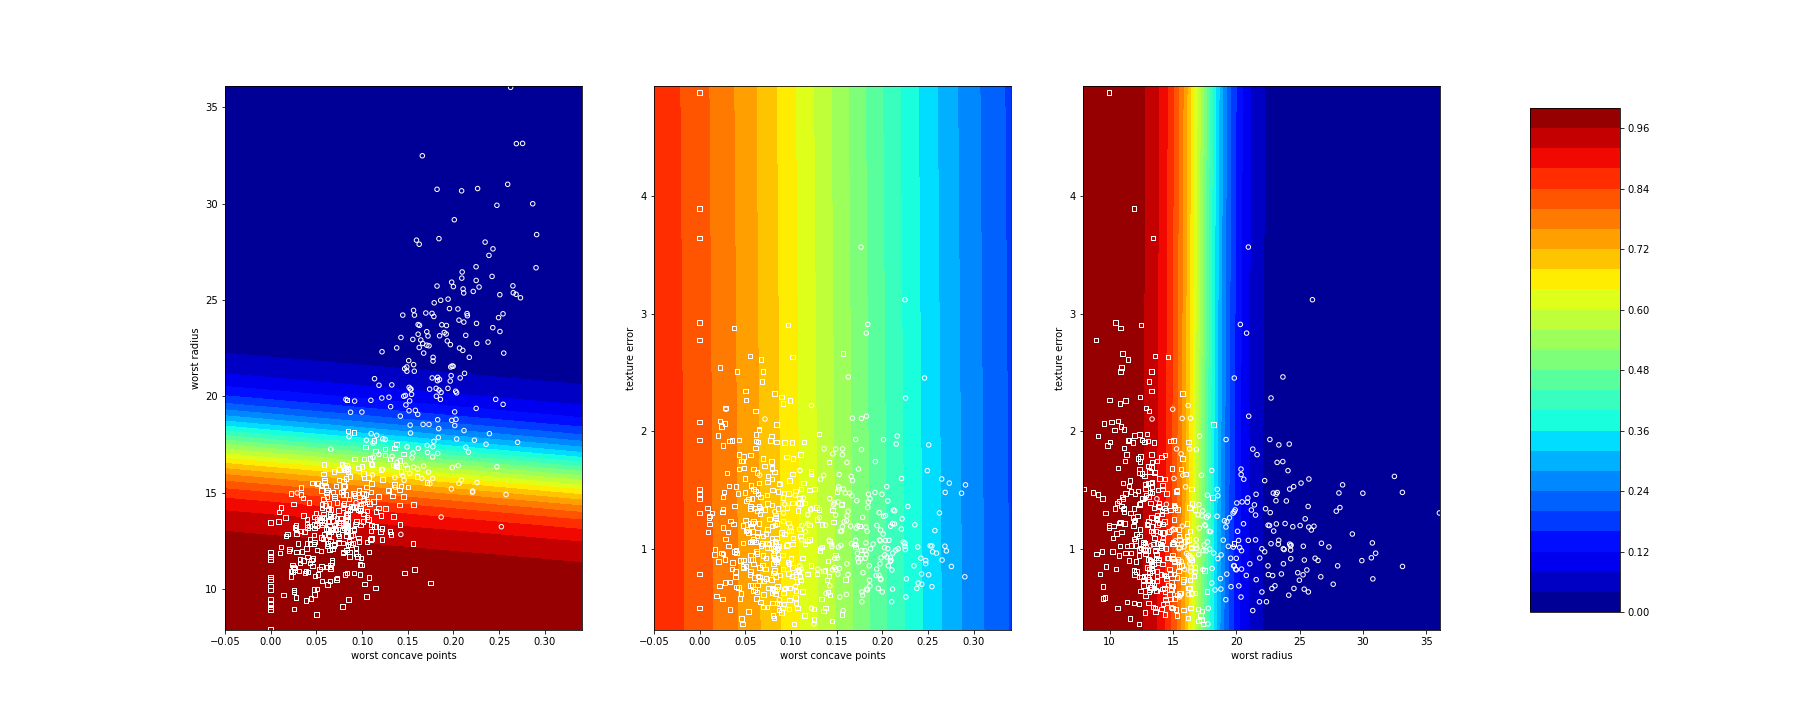 35
30
25
20
15
10
worst radius
−0.05 0.00 0.05 0.10 0.15 0.20 0.25 0.30
worst concave points
4
3
2
1
texture error
−0.05 0.00 0.05 0.10 0.15 0.20 0.25 0.30
worst concave points
4
3
2
1
texture error
10 15 20 25 30 35
worst radius
0.96
0.84
0.72
0.60
0.48
0.36
0.24
0.12
0.00